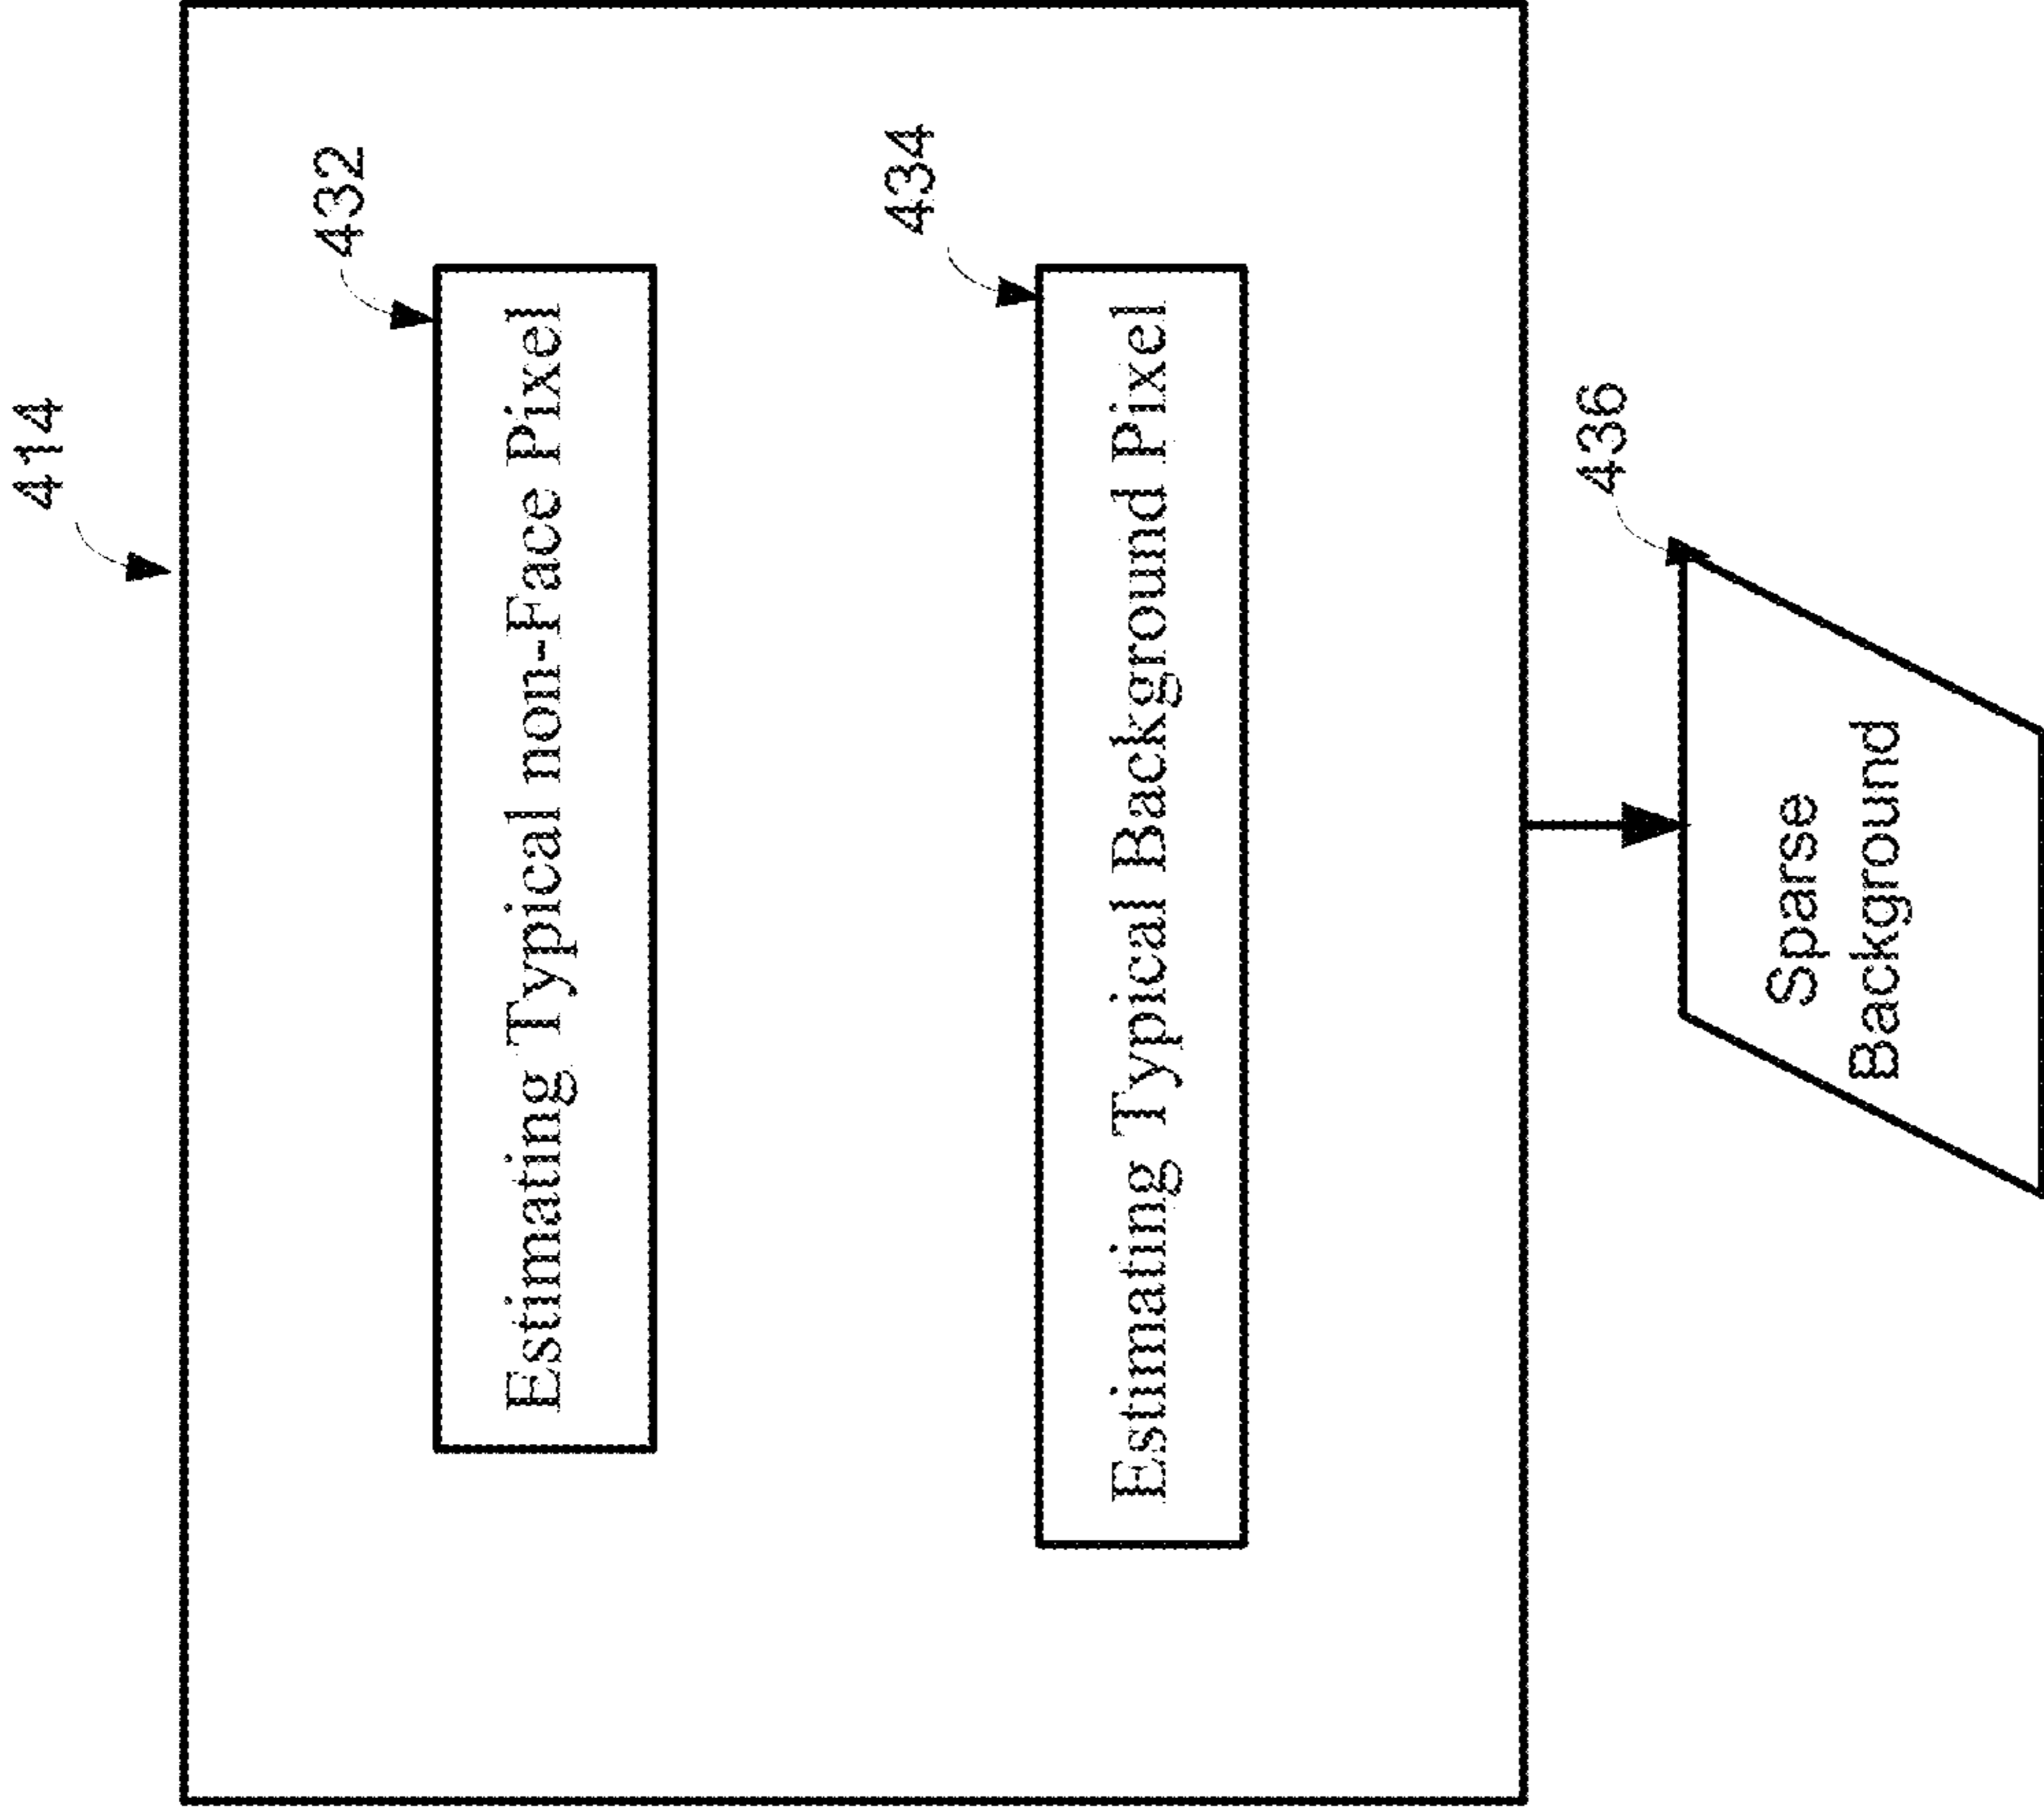 414
432
Estimating Typical non-Face Pixel
434
Estimating Typical Background Pixel
436
Sparse
Background